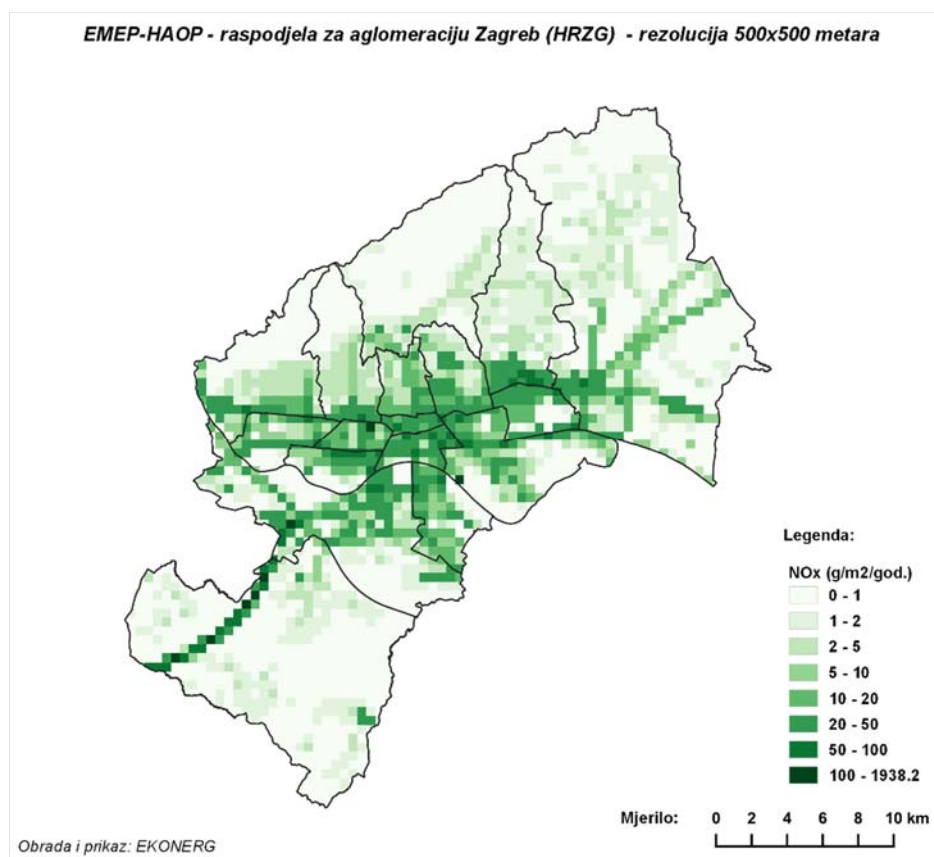 EMEP-HAOP - raspodjela za aglomeraciju Zagreb (HRZG) - rezolucija 500x500 metara
Legenda:
NOx (g/m2/god.)
0 - 1
1 - 2
2 - 5
5 - 10
10 - 20
20 - 50
50 - 100
100 - 1938.2
Mjerilo: 0 2 4 6 8 10 km
Obrada i prikaz: EKONERG